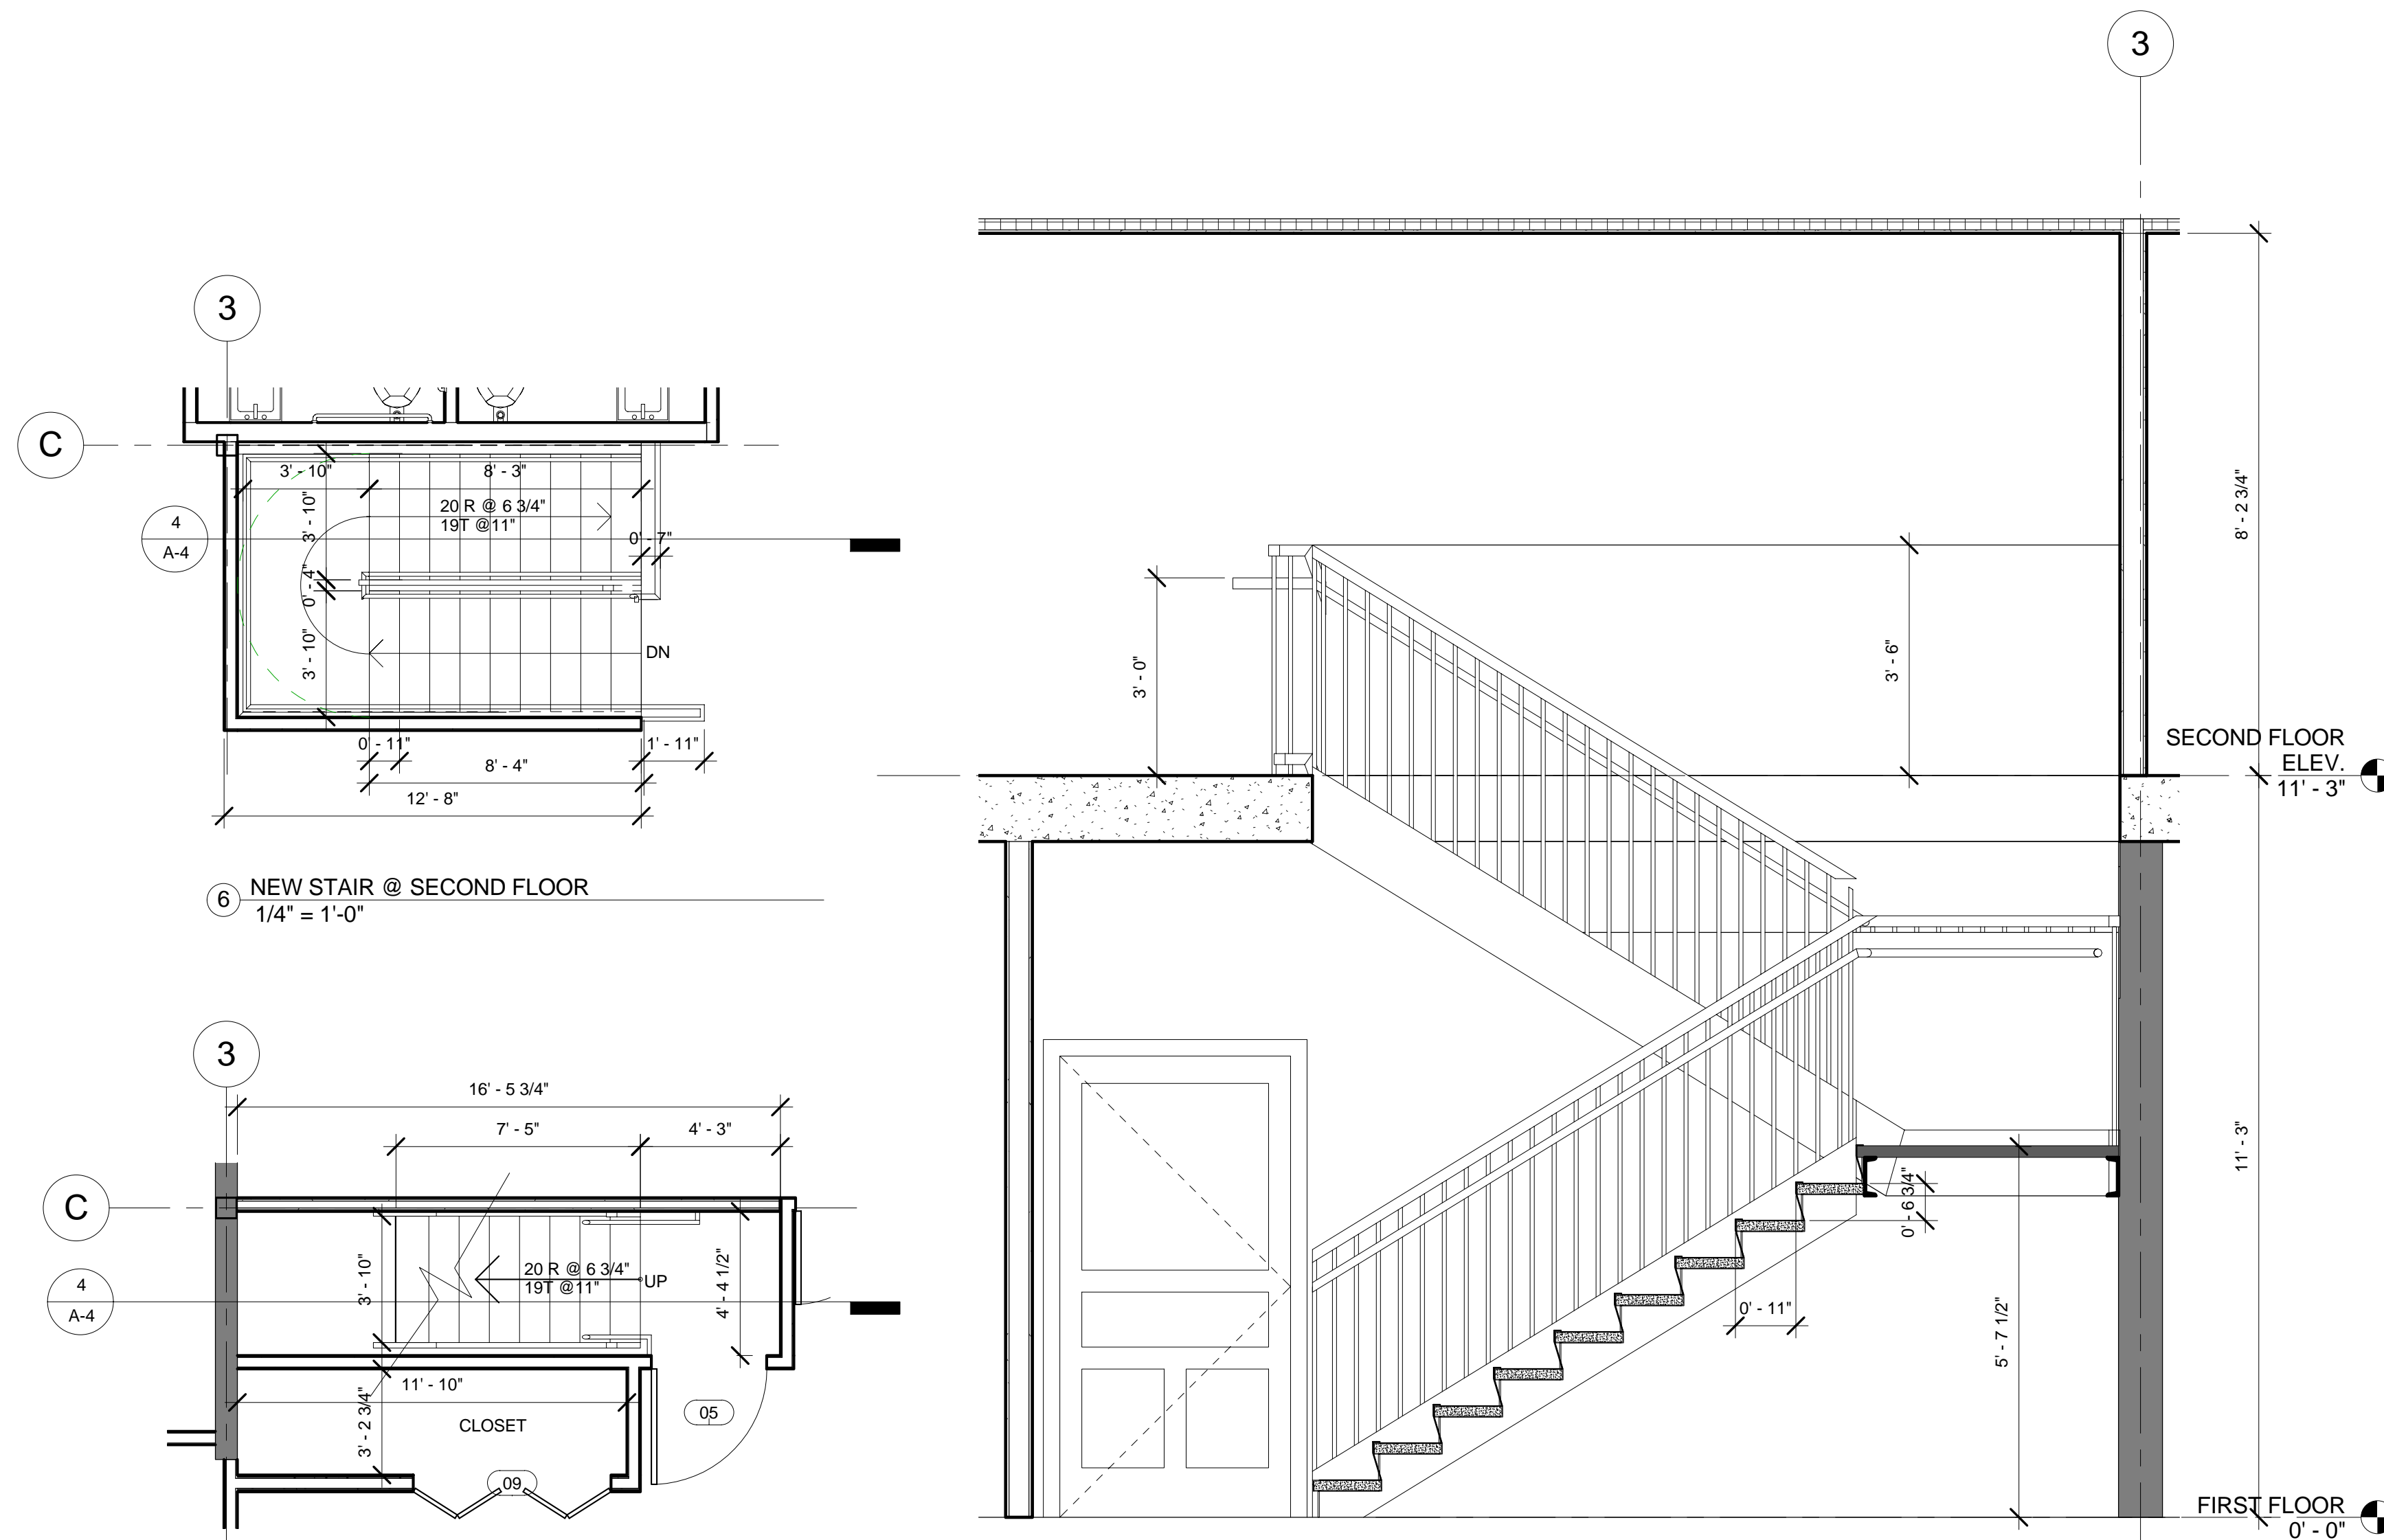 3
C
3' - 10"
8' - 3"
3' - 10"
20 R @ 6 3/4"
19T @11"
4
A-4
0' - 7"
0' - 4"
3' - 10"
DN
0' - 11"
1' - 11"
8' - 4"
12' - 8"
6
NEW STAIR @ SECOND FLOOR
1/4" = 1'-0"
3
16' - 5 3/4"
7' - 5"
4' - 3"
C
3' - 10"
20 R @ 6 3/4"
19T @11"
UP
4' - 4 1/2"
4
A-4
11' - 10"
3' - 2 3/4"
CLOSET
05
09
3
8' - 2 3/4"
3' - 0"
3' - 6"
SECOND FLOOR
ELEV.
11' - 3"
11' - 3"
0' - 6 3/4"
0' - 11"
5' - 7 1/2"
FIRST FLOOR
0' - 0"